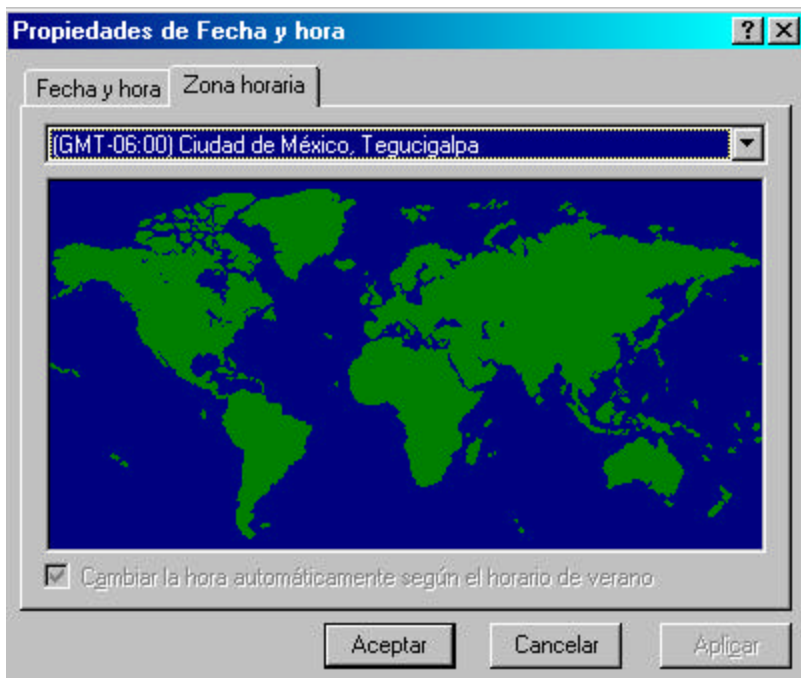 Propiedades de Fecha y hora
Fecha y hora
Zona horaria
(GMT-06:00) Ciudad de México, Tegucigalpa
Cambiar la hora automáticamente según el horario de verano
Aceptar
Cancelar
Aplicar